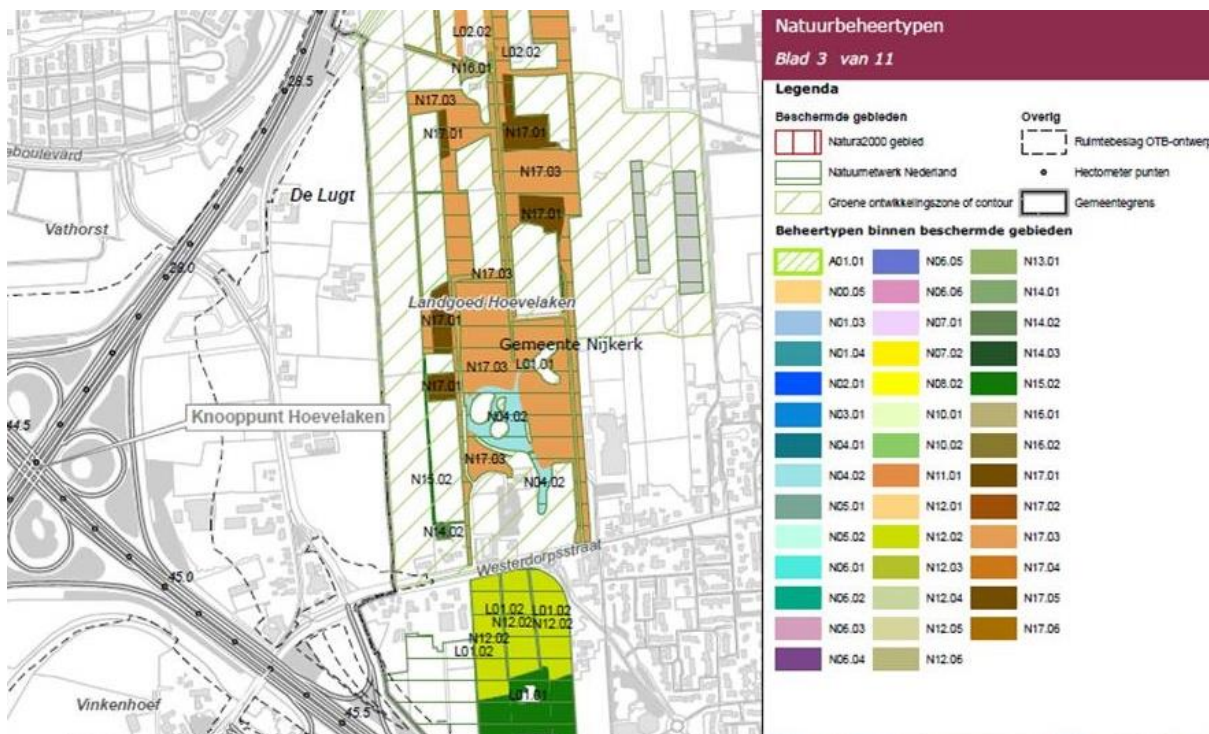 L02.02
L02.02
28.5
N16.01
N17.03
N17.01
N17.01
boulevard
N17.03
De Lugt
N17.01
Vathorst
28.0
N17.03
Landgoed Hoevelaken
N17.01
Gemeente Nijkerk
L01.01
N17.03
N17.01
Knooppunt Hoevelaken
N04.02
44.5
N17.03
N15.02
N04.02
N14.02
Westerdorpsstraat
45.0
L01.02
L01.02
N12.02
N12.02
N12.02
L01.02
L01.01
Vinkenhoef
45.5
Natuurbeheertypen
Blad 3 van 11
Legenda
Beschermde gebieden
Overig
Natura2000 gebied
Ruimtebeslag OTB-ontwerp
Natuurnetwerk Nederland
Hectometer punten
Groene ontwikkelingszone of contour
Gemeentegrens
Beheertypen binnen beschermde gebieden
A01.01
N06.05
N13.01
N00.05
N06.06
N14.01
N01.03
N07.01
N14.02
N01.04
N07.02
N14.03
N02.01
N08.02
N15.02
N03.01
N10.01
N16.01
N04.01
N10.02
N16.02
N04.02
N11.01
N17.01
N05.01
N12.01
N17.02
N05.02
N12.02
N17.03
N06.01
N12.03
N17.04
N06.02
N12.04
N17.05
N06.03
N12.05
N17.06
N06.04
N12.06